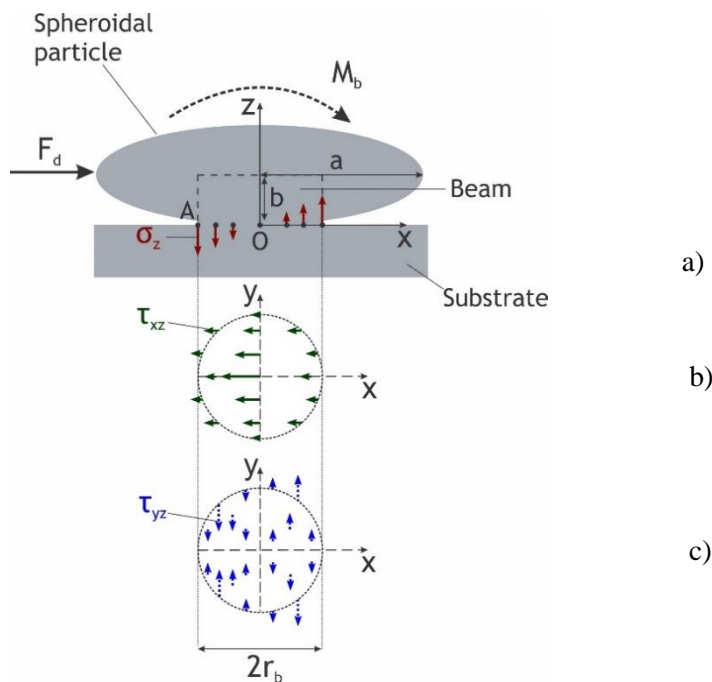 Spheroidal
particle
M_b
z
F_d
a
b
Beam
A
σ_z
O
x
a)
Substrate
y
τ_xz
x
b)
y
τ_yz
x
c)
2r_b